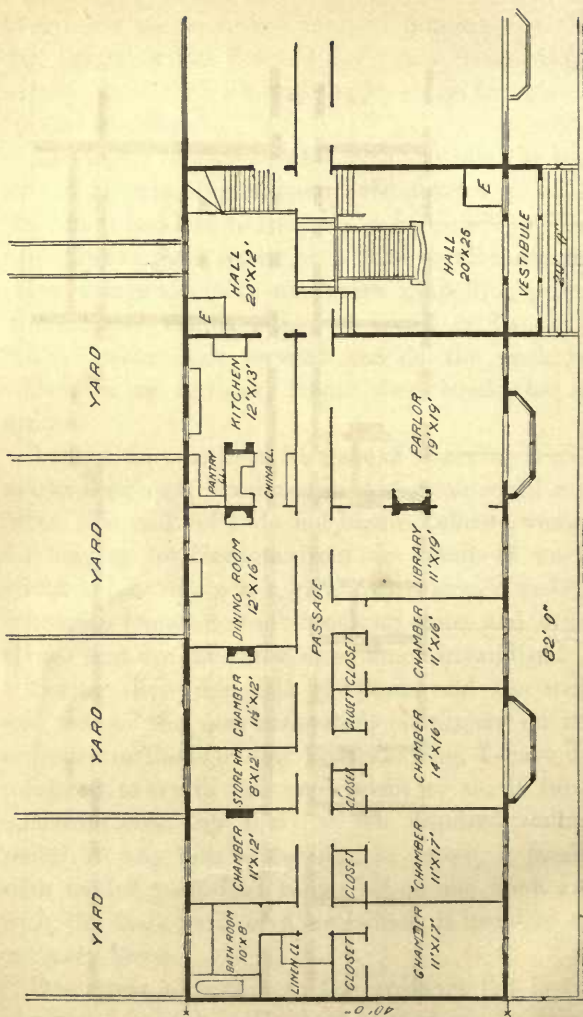 YARD
YARD
YARD
YARD
E
HALL
20'X12'
KITCHEN
12'X13'
PANTRY
CL.
CHINA CL.
DINING ROOM
12'X16'
CHAMBER
STORE RM.
8'X12'
CHAMBER
11'X12'
BATH ROOM
10'X8'
LINEN CL.
PASSAGE
CLOSET
CLOSET
CLOSET
CLOSET
E
HALL
20'X25
VESTIBULE
20'-0"
PARLOR
19'X19'
LIBRARY
11'X19'
CHAMBER
11'X16'
CHAMBER
14'X16'
CHAMBER
11'X17'
CHAMBER
11'X17'
82'0"
40'0"